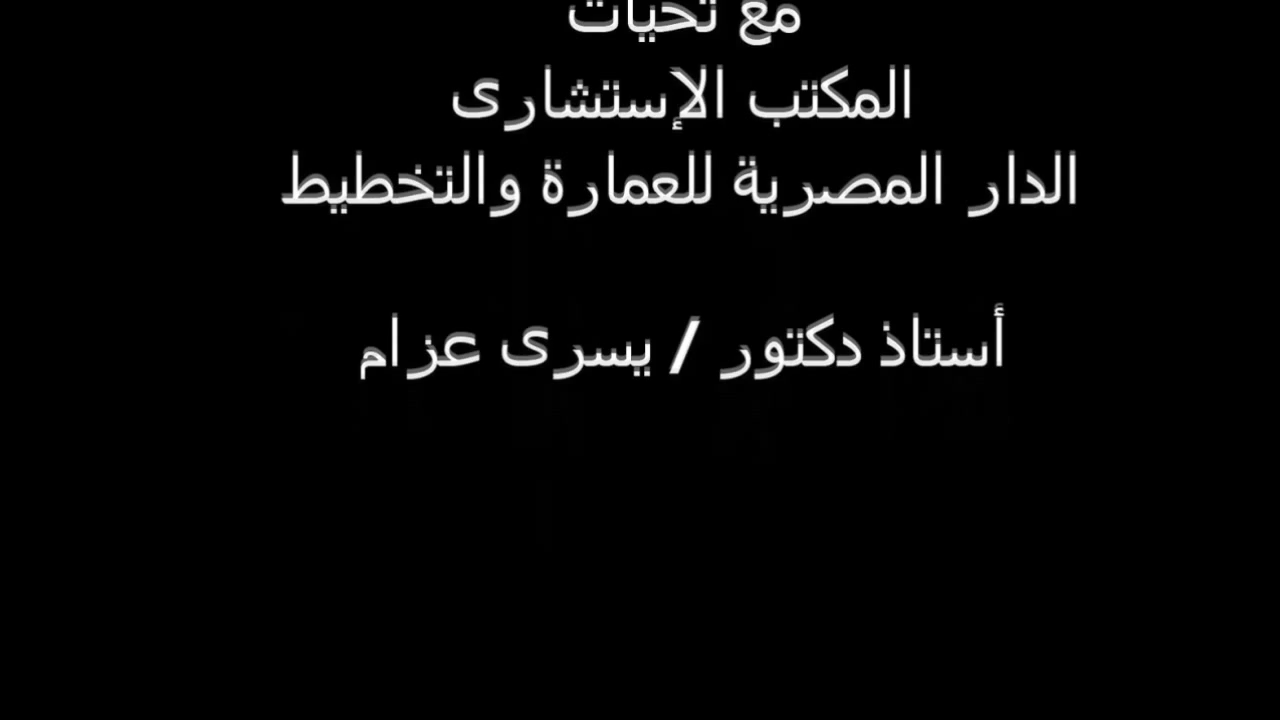 مع تحيات
المكتب الإستشارى
الدار المصرية للعمارة والتخطيط
أستاذ دكتور / يسرى عزام